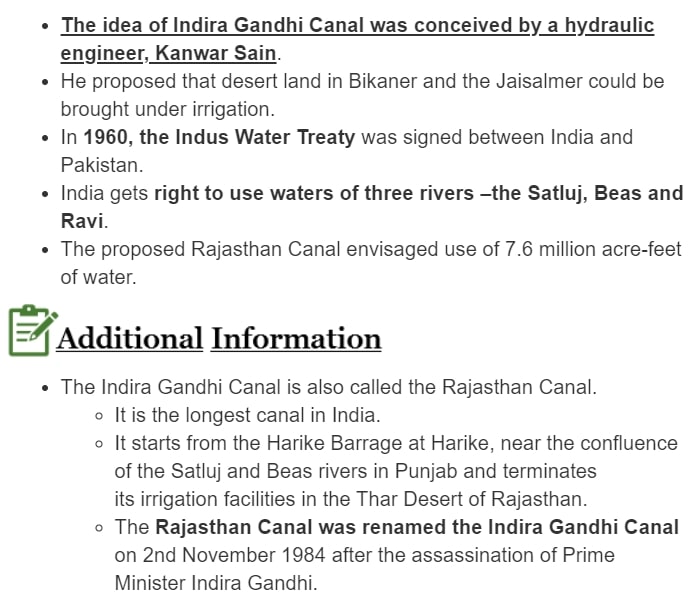 • The idea of Indira Gandhi Canal was conceived by a hydraulic
engineer, Kanwar Sain.
• He proposed that desert land in Bikaner and the Jaisalmer could be
brought under irrigation.
• In 1960, the Indus Water Treaty was signed between India and
Pakistan.
• India gets right to use waters of three rivers –the Satluj, Beas and
Ravi.
• The proposed Rajasthan Canal envisaged use of 7.6 million acre-feet
of water.
Additional Information
• The Indira Gandhi Canal is also called the Rajasthan Canal.
◦ It is the longest canal in India.
◦ It starts from the Harike Barrage at Harike, near the confluence
of the Satluj and Beas rivers in Punjab and terminates
its irrigation facilities in the Thar Desert of Rajasthan.
◦ The Rajasthan Canal was renamed the Indira Gandhi Canal
on 2nd November 1984 after the assassination of Prime
Minister Indira Gandhi.